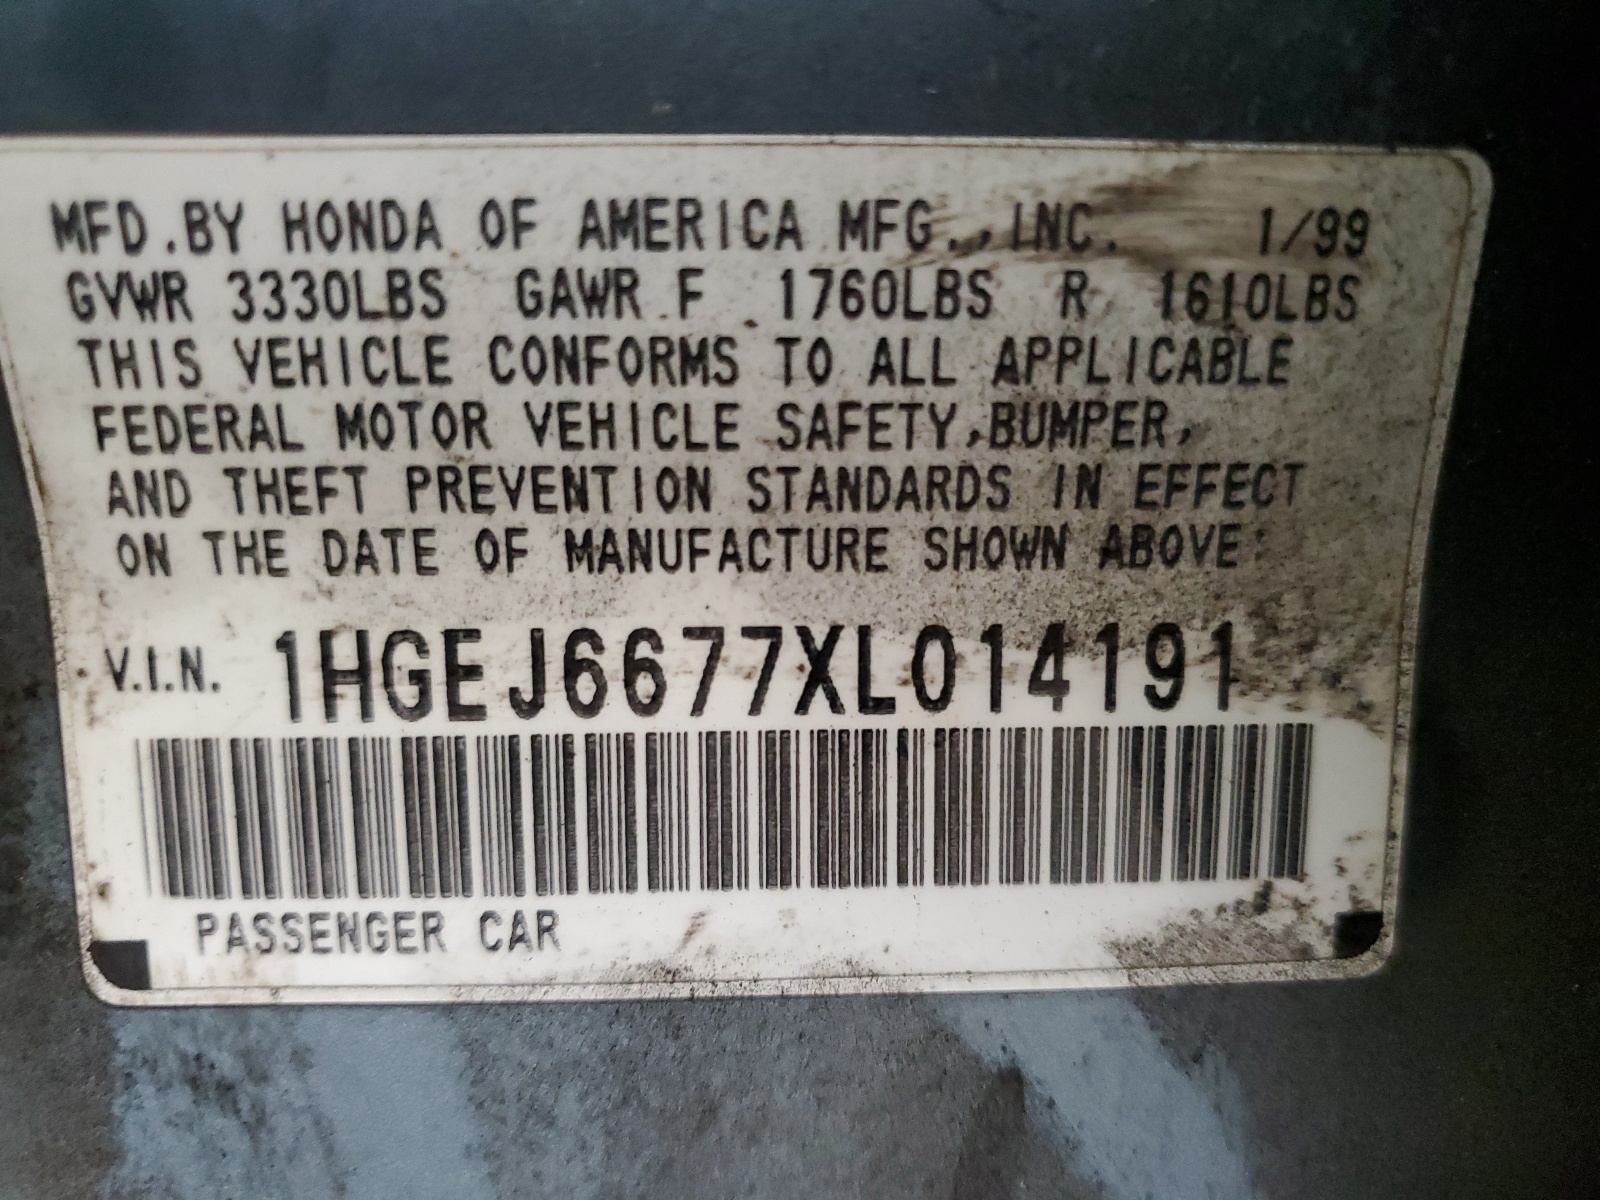 MFD.BY HONDA OF AMERICA MFG.,INC. 1/99
GVWR 3330LBS GAWR F 1760LBS R 1610LBS
THIS VEHICLE CONFORMS TO ALL APPLICABLE
FEDERAL MOTOR VEHICLE SAFETY,BUMPER,
AND THEFT PREVENTION STANDARDS IN EFFECT
ON THE DATE OF MANUFACTURE SHOWN ABOVE:
V.I.N. 1HGEJ6677XL014191
PASSENGER CAR